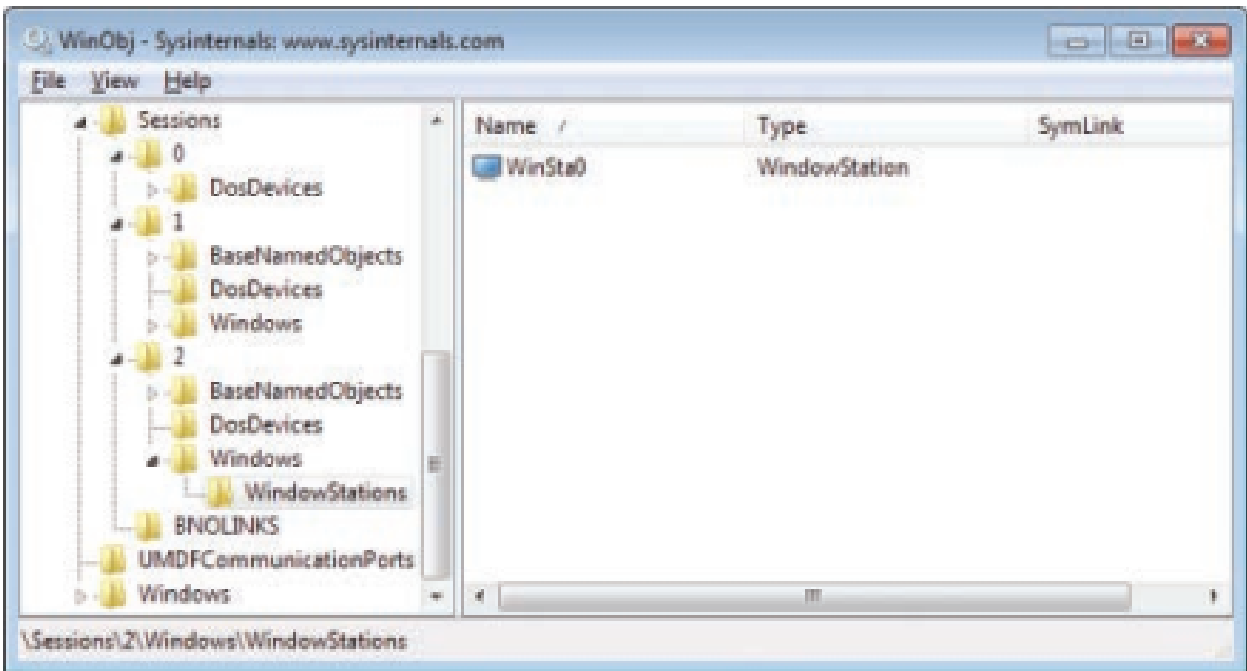 WinObj - Sysinternals: www.sysinternals.com
File View Help
Sessions
0
DosDevices
1
BaseNamedObjects
DosDevices
Windows
2
BaseNamedObjects
DosDevices
Windows
WindowStations
BNOLINKS
UMDFCommunicationPorts
Windows
Name / Type SymLink
WinSta0 WindowStation
\Sessions\2\Windows\WindowStations